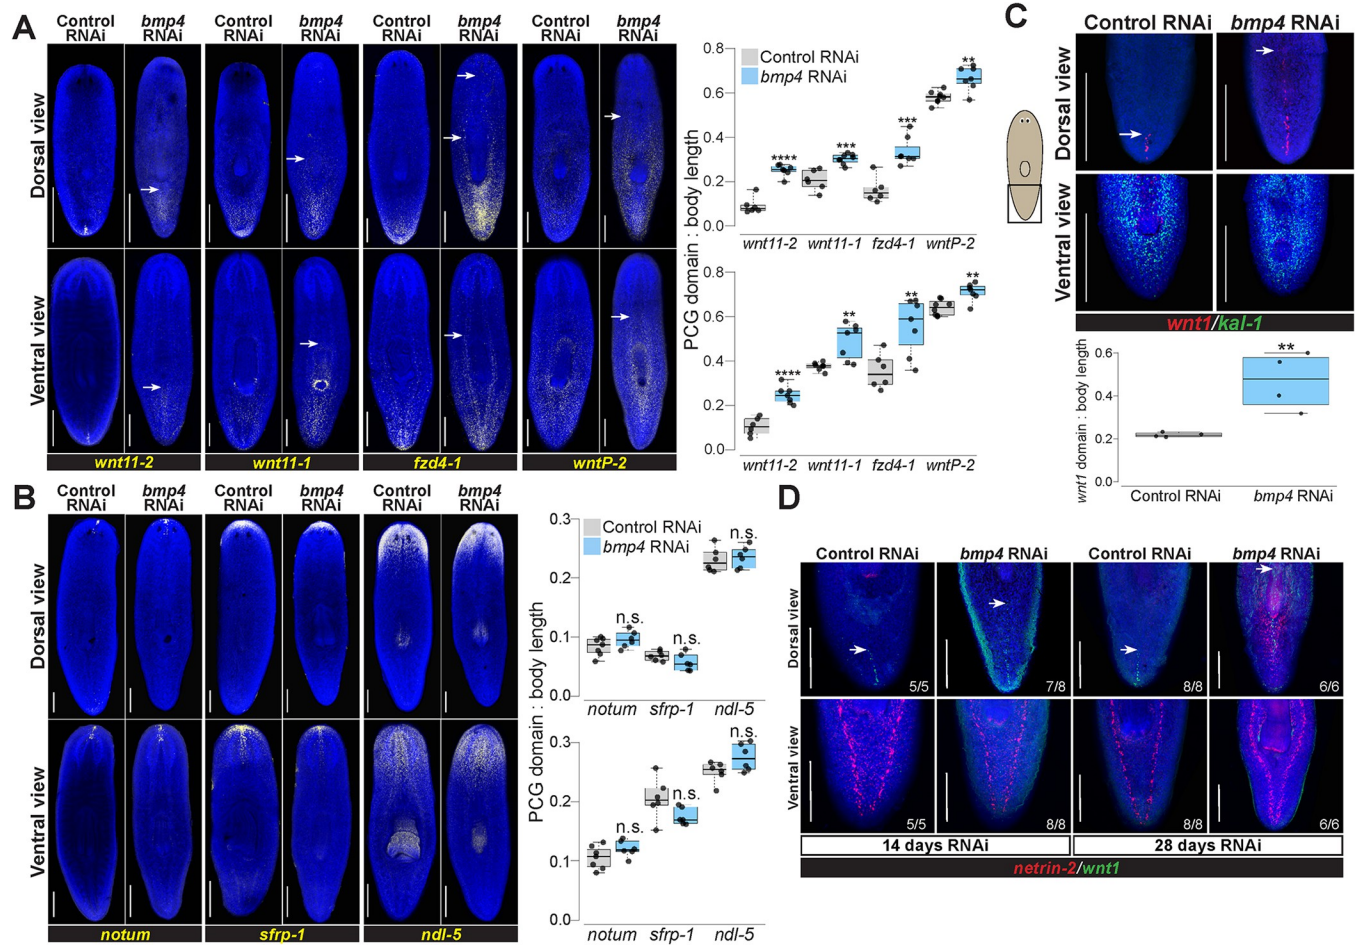 A
Control RNAi
bmp4 RNAi
Control RNAi
bmp4 RNAi
Control RNAi
bmp4 RNAi
Control RNAi
bmp4 RNAi
Dorsal view
Ventral view
wnt11-2
wnt11-1
fzd4-1
wntP-2
PCG domain : body length
0.8
0.6
0.4
0.2
0.0
Control RNAi
bmp4 RNAi
****
***
***
**
wnt11-2
wnt11-1
fzd4-1
wntP-2
0.8
0.6
0.4
0.2
0.0
****
**
**
**
wnt11-2
wnt11-1
fzd4-1
wntP-2
B
Control RNAi
bmp4 RNAi
Control RNAi
bmp4 RNAi
Control RNAi
bmp4 RNAi
Dorsal view
Ventral view
notum
sfrp-1
ndl-5
PCG domain : body length
0.3
0.2
0.1
0.0
Control RNAi
bmp4 RNAi
n.s.
n.s.
n.s.
notum
sfrp-1
ndl-5
0.3
0.2
0.1
0.0
n.s.
n.s.
n.s.
notum
sfrp-1
ndl-5
C
Control RNAi
bmp4 RNAi
Dorsal view
Ventral view
wnt1/kal-1
wnt1 domain : body length
0.6
0.4
0.2
0.0
**
Control RNAi
bmp4 RNAi
D
Control RNAi
bmp4 RNAi
Control RNAi
bmp4 RNAi
Dorsal view
5/5
7/8
8/8
6/6
Ventral view
5/5
8/8
8/8
6/6
14 days RNAi
28 days RNAi
netrin-2/wnt1